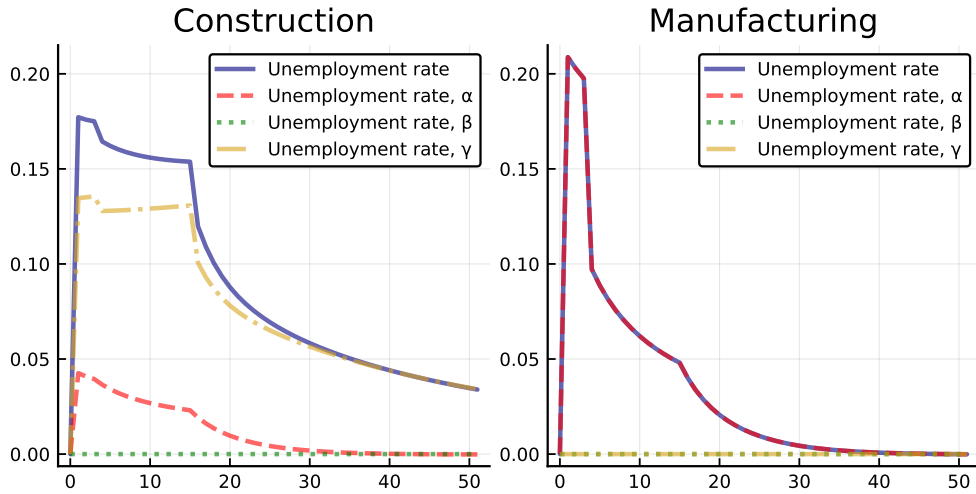 Construction
Unemployment rate
Unemployment rate, α
Unemployment rate, β
Unemployment rate, γ
0.20
0.15
0.10
0.05
0.00
0 10 20 30 40 50
Manufacturing
Unemployment rate
Unemployment rate, α
Unemployment rate, β
Unemployment rate, γ
0.20
0.15
0.10
0.05
0.00
0 10 20 30 40 50